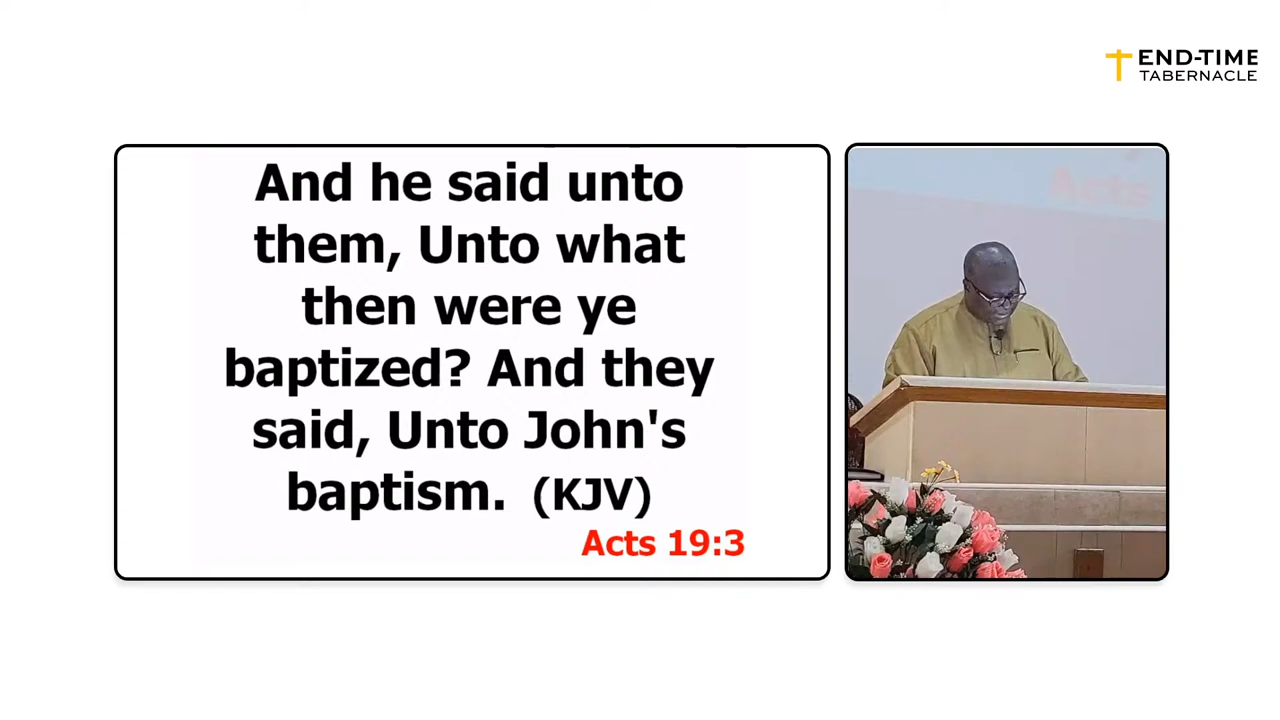 END-TIME
TABERNACLE
And he said unto
them, Unto what
then were ye
baptized? And they
said, Unto John's
baptism. (KJV)
Acts 19:3
Acts